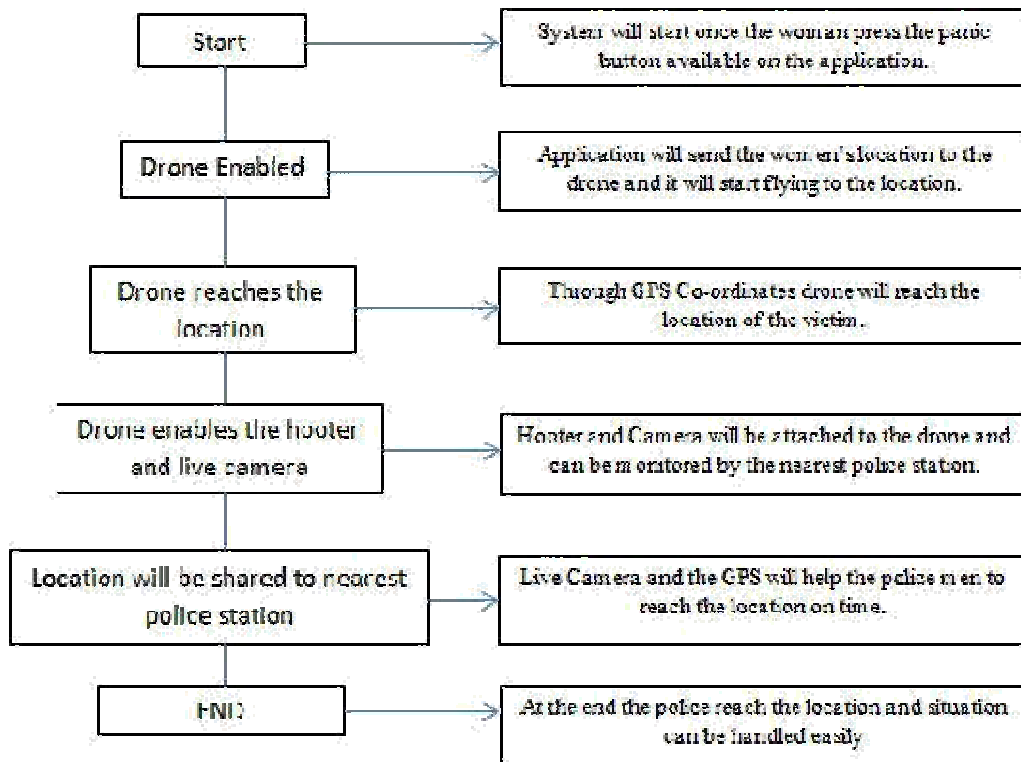 Start
System will start once the woman press the panic
button available on the application.
Drone Enabled
Application will send the women's location to the
drone and it will start flying to the location.
Drone reaches the
location
Through GPS Co-ordinates drone will reach the
location of the victim.
Drone enables the hooter
and live camera
Hooter and Camera will be attached to the drone and
can be monitored by the nearest police station.
Location will be shared to nearest
police station
Live Camera and the GPS will help the police men to
reach the location on time.
END
At the end the police reach the location and situation
can be handled easily